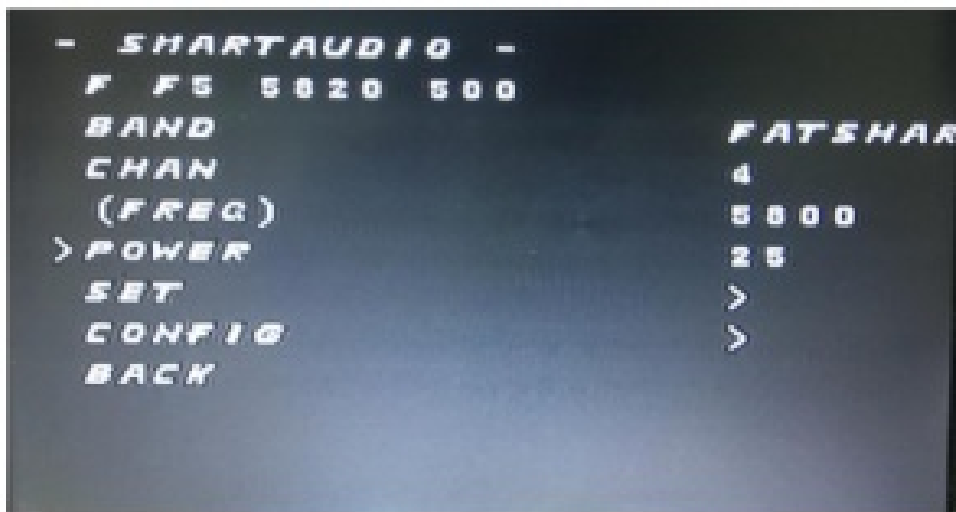 - SMARTAUDIO -
F F5 5820 500
BAND FATSHAR
CHAN 4
(FREQ) 5800
>POWER 25
SET >
CONFIG >
BACK